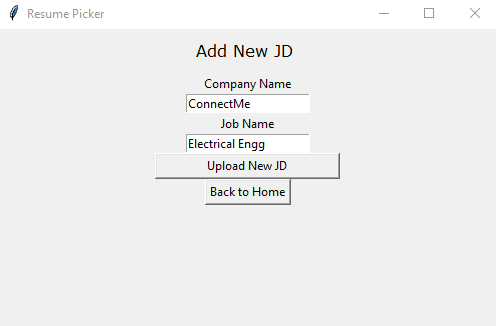 Resume Picker
Add New JD
Company Name
ConnectMe
Job Name
Electrical Engg
Upload New JD
Back to Home